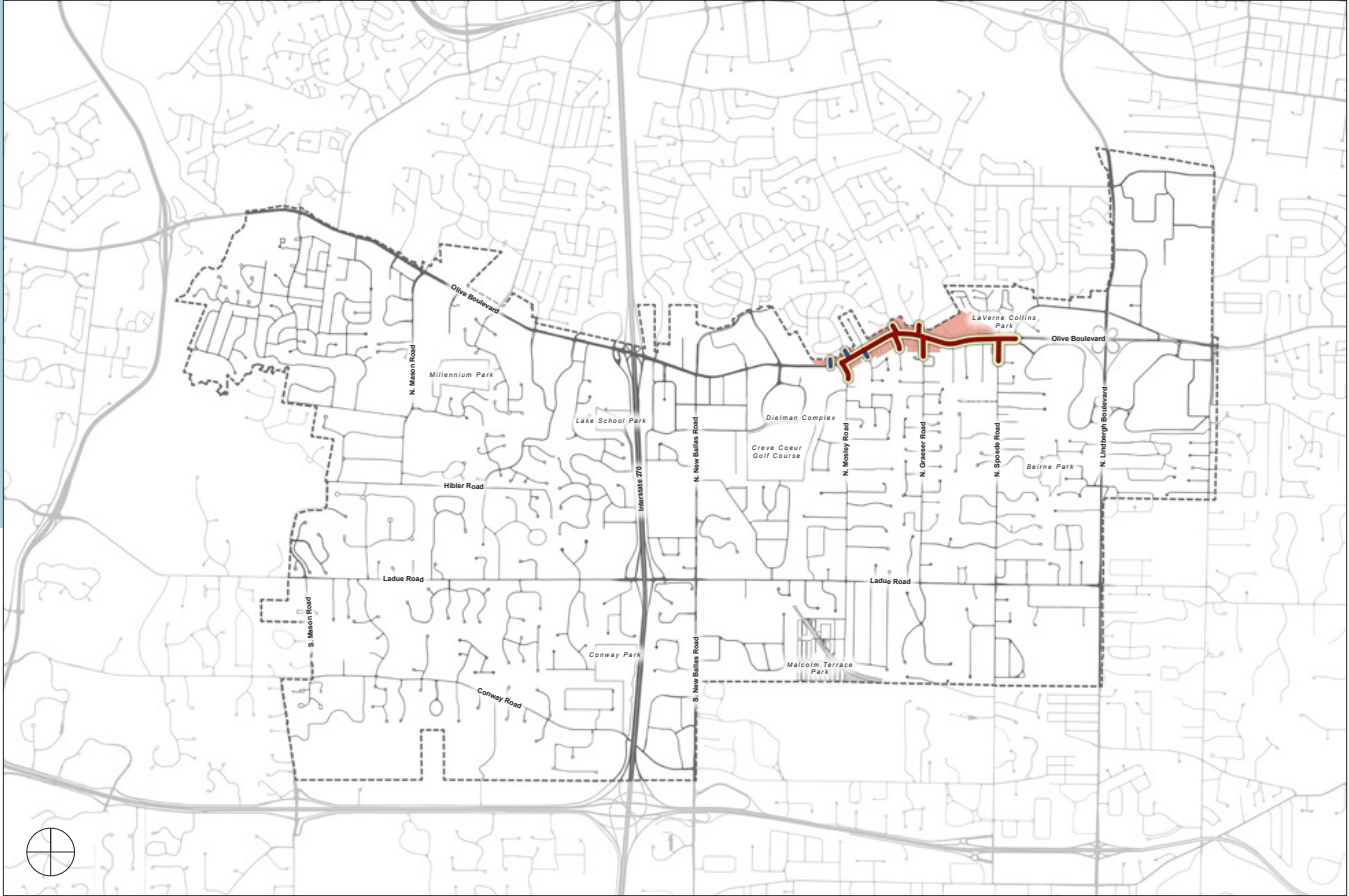 LaVerne Collins
Park
Olive Boulevard
Olive Boulevard
N. Mason Road
Millennium Park
Lake School Park
Dielman Complex
Creve Coeur
Golf Course
N. New Ballas Road
N. Mosley Road
N. Graeser Road
N. Spoede Road
N. Lindbergh Boulevard
Beirne Park
Interstate 270
Hibler Road
Ladue Road
Ladue Road
S. Mason Road
Conway Park
S. New Ballas Road
Malcolm Terrace
Park
Conway Road